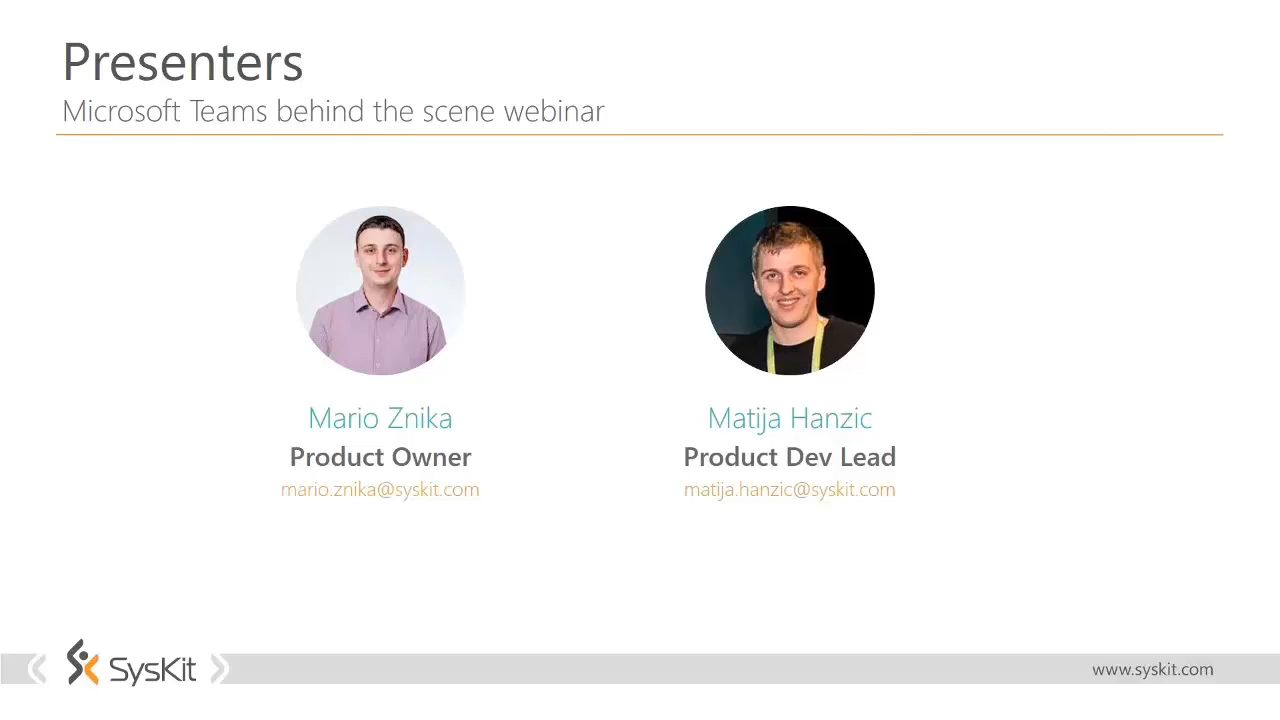 Presenters
Microsoft Teams behind the scene webinar
Mario Znika
Product Owner
mario.znika@syskit.com
Matija Hanzic
Product Dev Lead
matija.hanzic@syskit.com
SysKit
www.syskit.com